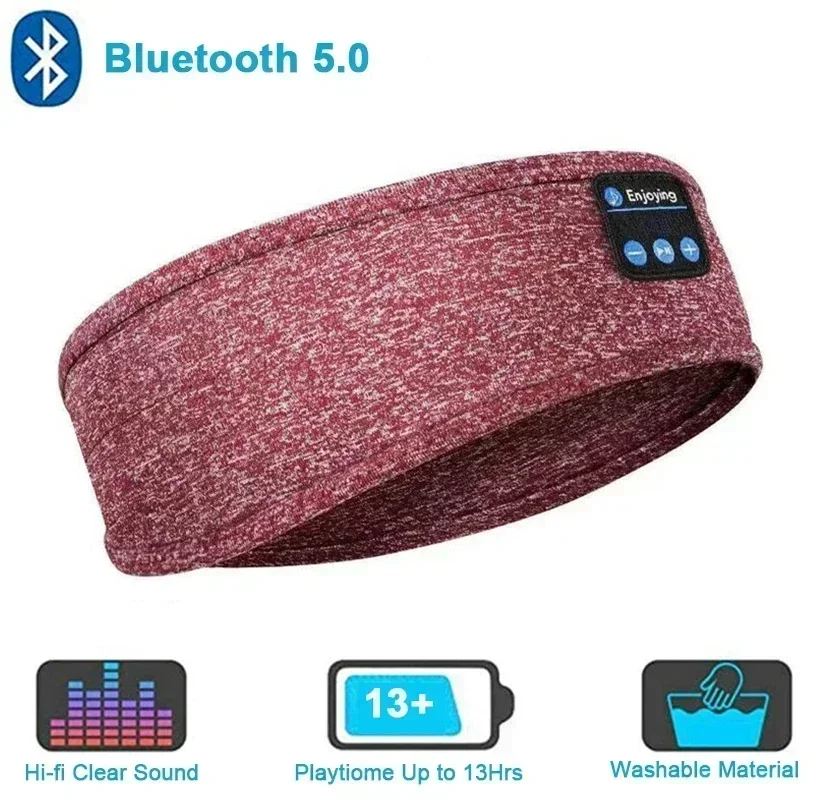 Bluetooth 5.0
Enjoying
13+
Hi-fi Clear Sound
Playtiome Up to 13Hrs
Washable Material